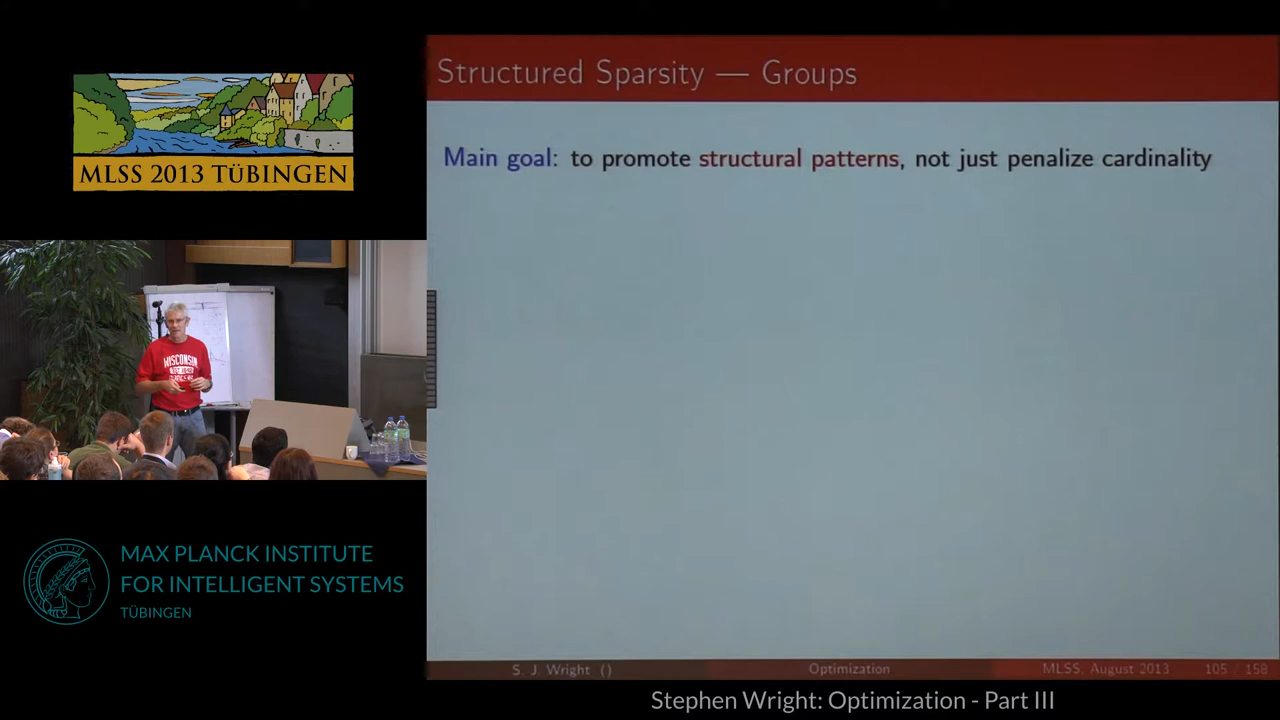 Structured Sparsity — Groups
MLSS 2013 TÜBINGEN
Main goal: to promote structural patterns, not just penalize cardinality
WISCONSIN
MAX PLANCK INSTITUTE
FOR INTELLIGENT SYSTEMS
TÜBINGEN
S. J. Wright ()
Optimization
MLSS, August 2013
105 / 158
Stephen Wright: Optimization - Part III